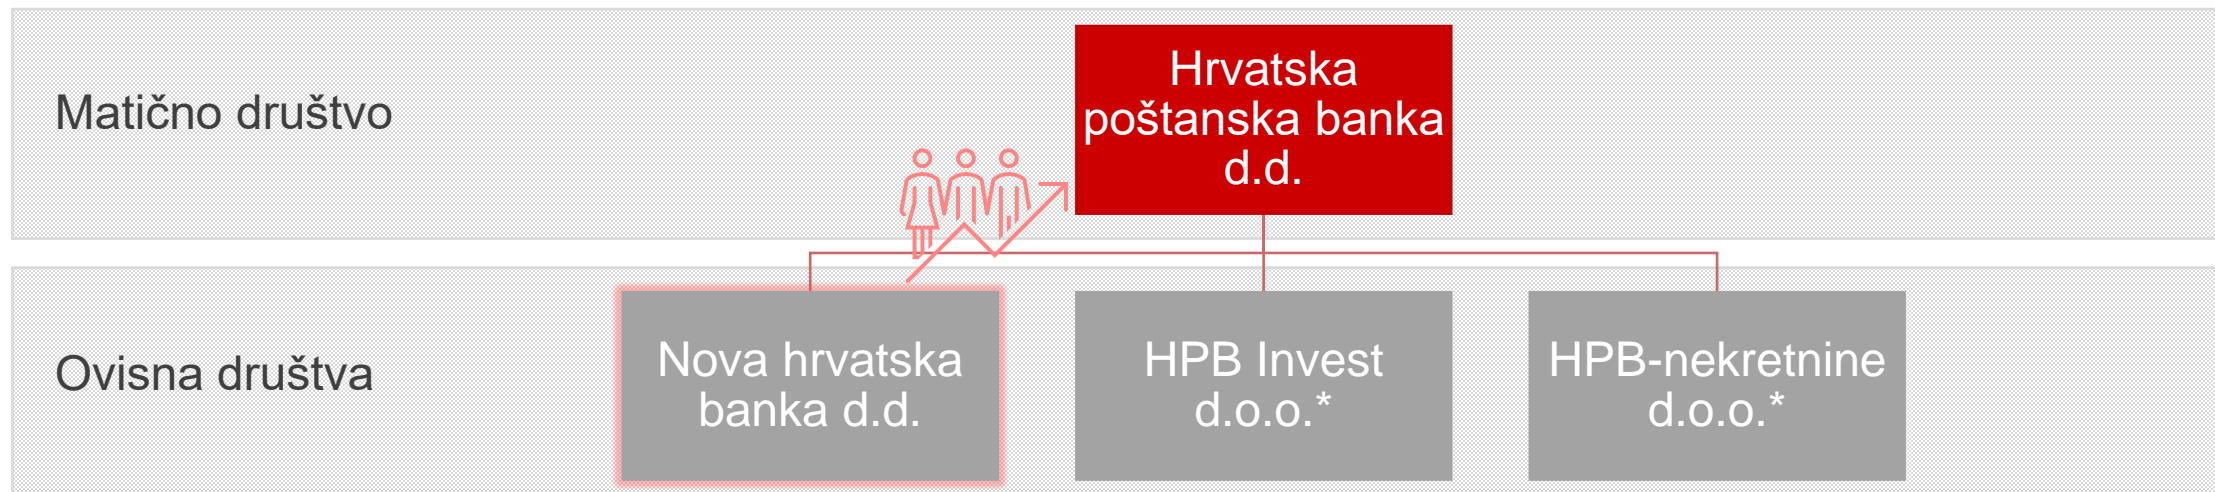 Matično društvo
Hrvatska
poštanska banka
d.d.
Ovisna društva
Nova hrvatska
banka d.d.
HPB Invest
d.o.o.*
HPB-nekretnine
d.o.o.*